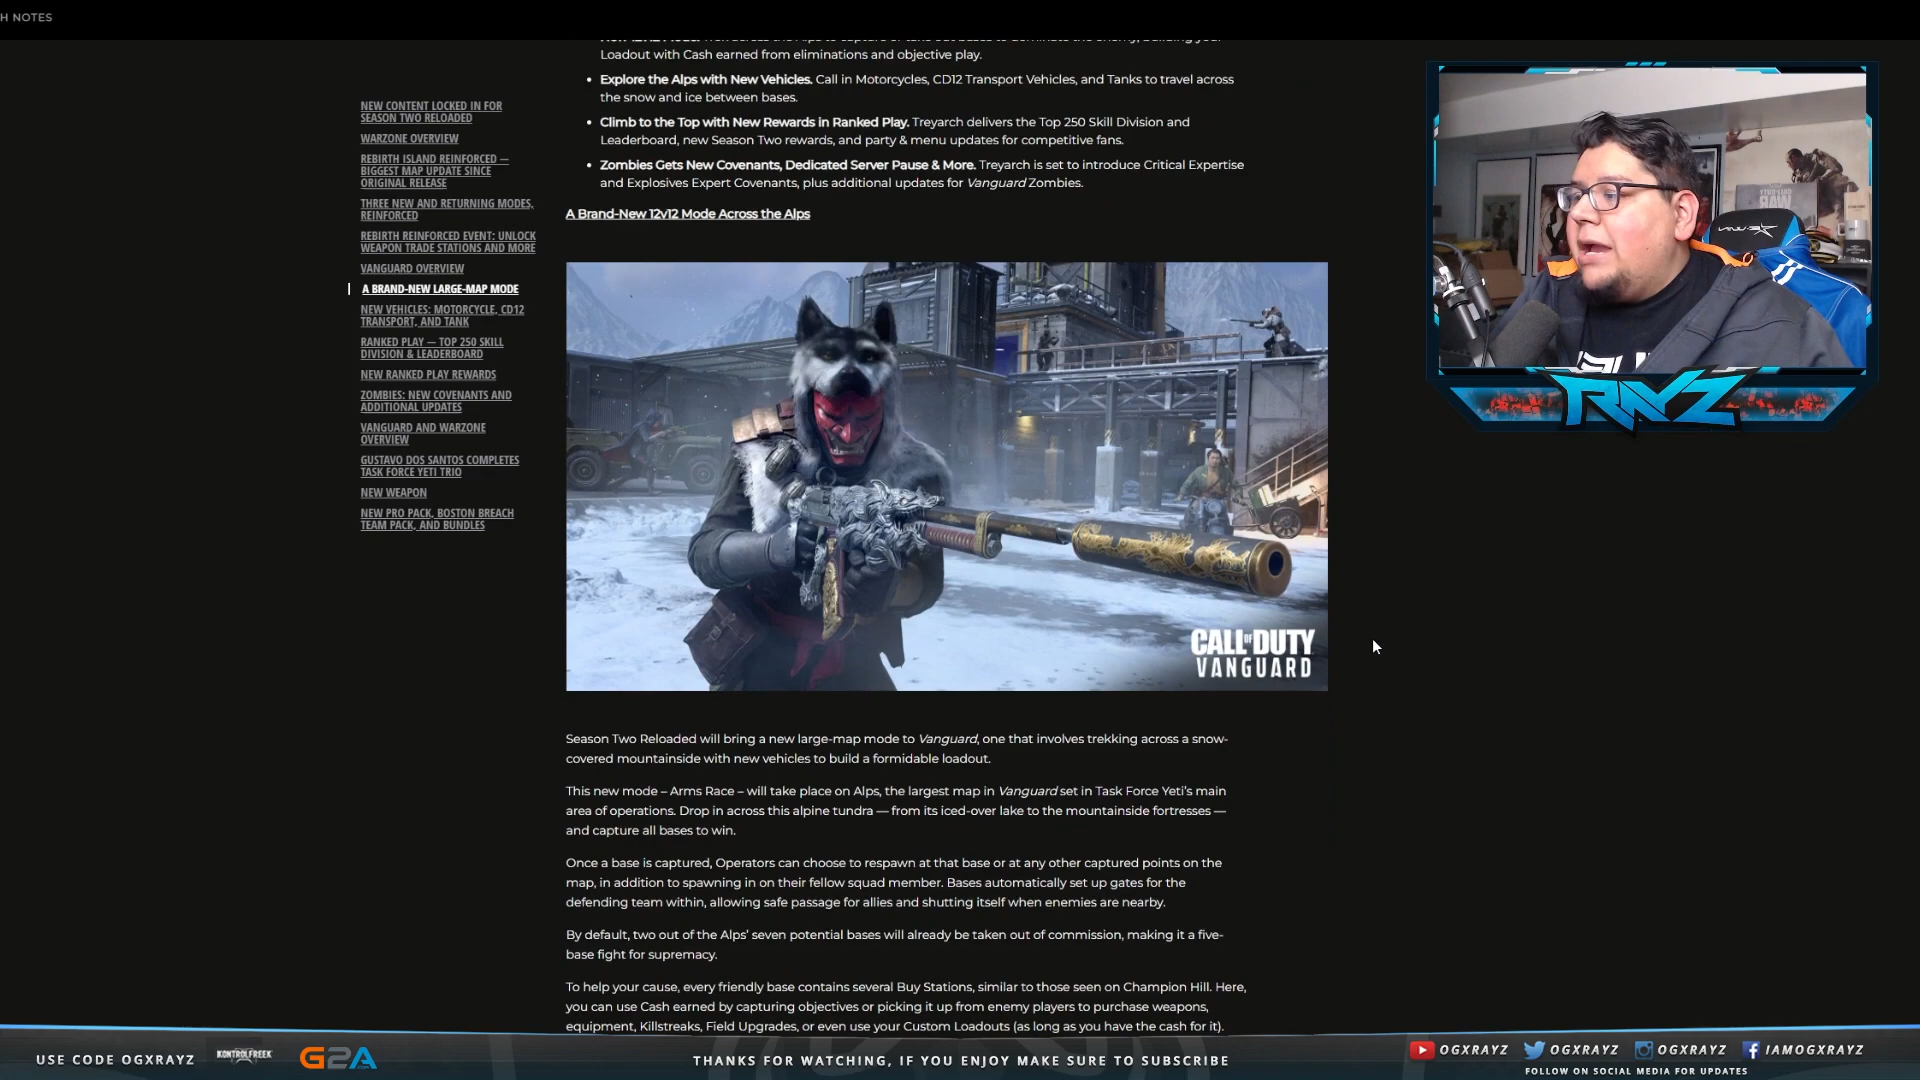 H NOTES
Loadout with Cash earned from eliminations and objective play.
• Explore the Alps with New Vehicles. Call in Motorcycles, CD12 Transport Vehicles, and Tanks to travel across
the snow and ice between bases.
• Climb to the Top with New Rewards in Ranked Play. Treyarch delivers the Top 250 Skill Division and
Leaderboard, new Season Two rewards, and party & menu updates for competitive fans.
• Zombies Gets New Covenants, Dedicated Server Pause & More. Treyarch is set to introduce Critical Expertise
and Explosives Expert Covenants, plus additional updates for Vanguard Zombies.
A Brand-New 12v12 Mode Across the Alps
NEW CONTENT LOCKED IN FOR
SEASON TWO RELOADED
WARZONE OVERVIEW
REBIRTH ISLAND REINFORCED —
BIGGEST MAP UPDATE SINCE
ORIGINAL RELEASE
THREE NEW AND RETURNING MODES,
REINFORCED
REBIRTH REINFORCED EVENT: UNLOCK
WEAPON TRADE STATIONS AND MORE
VANGUARD OVERVIEW
A BRAND-NEW LARGE-MAP MODE
NEW VEHICLES: MOTORCYCLE, CD12
TRANSPORT, AND TANK
RANKED PLAY — TOP 250 SKILL
DIVISION & LEADERBOARD
NEW RANKED PLAY REWARDS
ZOMBIES: NEW COVENANTS AND
ADDITIONAL UPDATES
VANGUARD AND WARZONE
OVERVIEW
GUSTAVO DOS SANTOS COMPLETES
TASK FORCE YETI TRIO
NEW WEAPON
NEW PRO PACK, BOSTON BREACH
TEAM PACK, AND BUNDLES
CALL OF DUTY
VANGUARD
RAYZ
Season Two Reloaded will bring a new large-map mode to Vanguard, one that involves trekking across a snow-
covered mountainside with new vehicles to build a formidable loadout.
This new mode – Arms Race – will take place on Alps, the largest map in Vanguard set in Task Force Yeti's main
area of operations. Drop in across this alpine tundra — from its iced-over lake to the mountainside fortresses —
and capture all bases to win.
Once a base is captured, Operators can choose to respawn at that base or at any other captured points on the
map, in addition to spawning in on their fellow squad member. Bases automatically set up gates for the
defending team within, allowing safe passage for allies and shutting itself when enemies are nearby.
By default, two out of the Alps' seven potential bases will already be taken out of commission, making it a five-
base fight for supremacy.
To help your cause, every friendly base contains several Buy Stations, similar to those seen on Champion Hill. Here,
you can use Cash earned by capturing objectives or picking it up from enemy players to purchase weapons,
equipment, Killstreaks, Field Upgrades, or even use your Custom Loadouts (as long as you have the cash for it).
USE CODE OGXRAYZ
KONTROLFREEK
G2A
THANKS FOR WATCHING, IF YOU ENJOY MAKE SURE TO SUBSCRIBE
OGXRAYZ
OGXRAYZ
OGXRAYZ
IAMOGXRAYZ
FOLLOW ON SOCIAL MEDIA FOR UPDATES